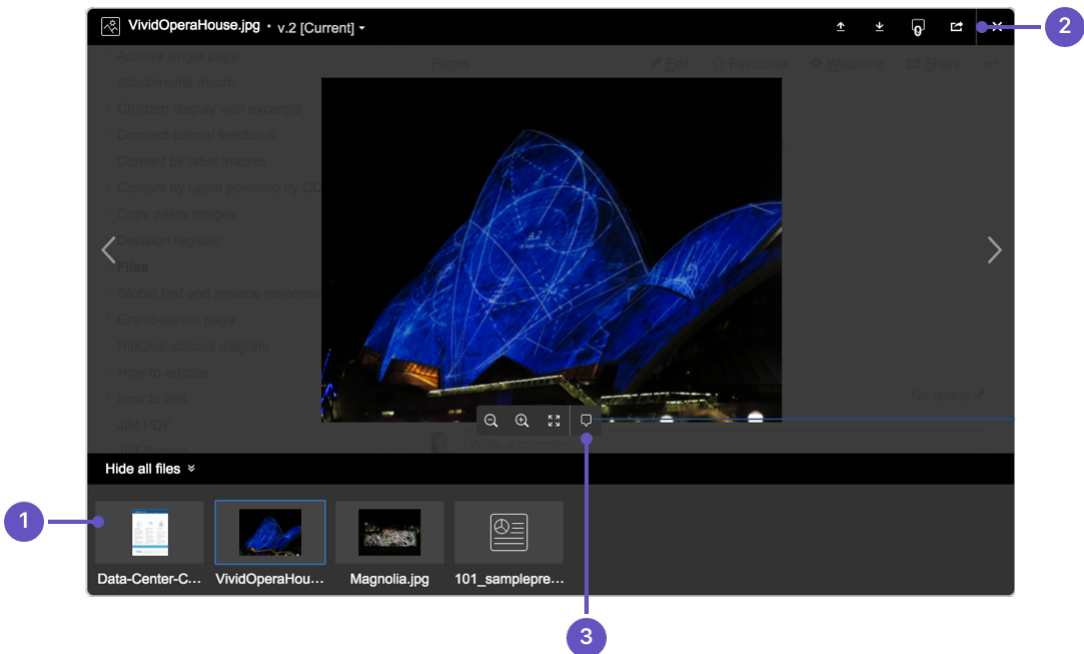 VividOperaHouse.jpg • v.2 [Current]
0
2
Archive single page
Pages
Edit
Favourite
Watching
Share
attachments macro
Children display with excerpts
Connect tutorial feedback
Content by label macros
Content by Label powered by CQ
Copy paste images
Decision register
Files
Global find and replace response
Grand-parent page
HipChat spaces diagram
How-to articles
How to test
No labels
JIM PDF
Write a comment
Hide all files
1
Data-Center-C...
VividOperaHou...
Magnolia.jpg
101_samplepre...
3